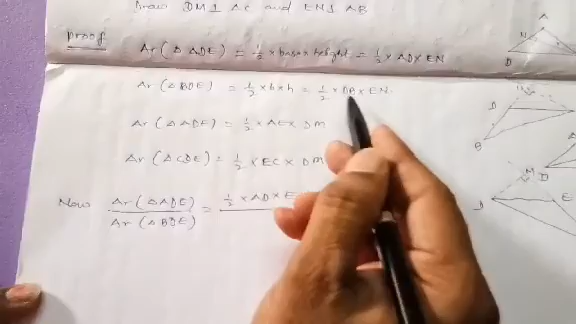 Draw DM⊥ AC and EN⊥ AB
Proof
Ar(△ADE) = 1/2 × base × height = 1/2 × AD × EN
Ar(△BDE) = 1/2 × b × h = 1/2 × DB × EN.
Ar(△ADE) = 1/2 × AE × DM
Ar(△CDE) = 1/2 × EC × DM
Now Ar(△ADE) / Ar(△BDE) = 1/2 × AD × E
A
N
D
D
B
A
D
M
D
E